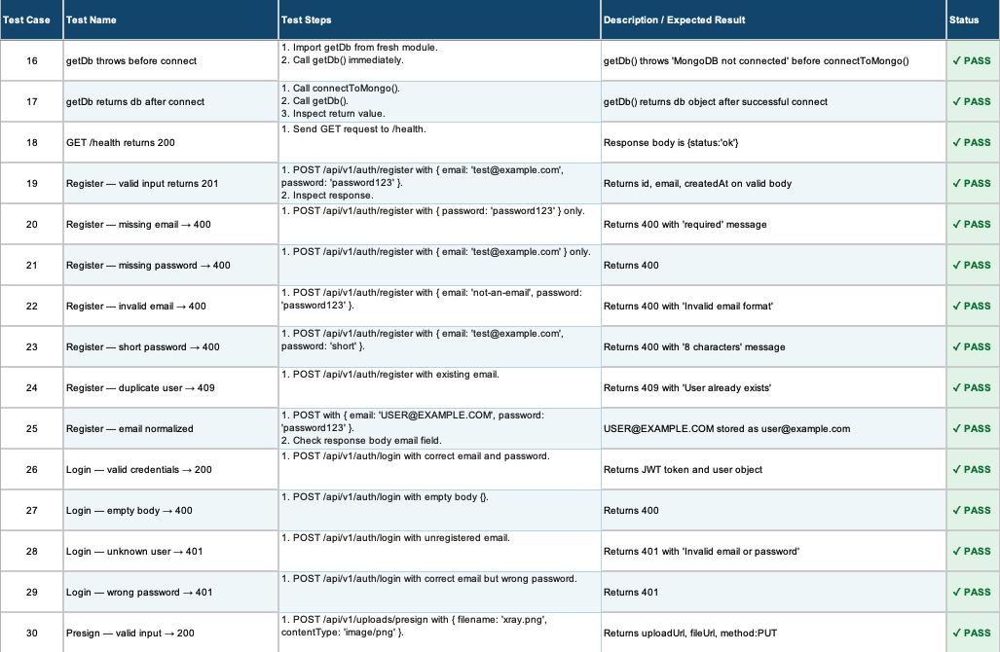 Test Case Test Name Test Steps Description / Expected Result Status
16 getDb throws before connect 1. Import getDb from fresh module.
2. Call getDb() immediately. getDb() throws 'MongoDB not connected' before connectToMongo() ✓ PASS
17 getDb returns db after connect 1. Call connectToMongo().
2. Call getDb().
3. Inspect return value. getDb() returns db object after successful connect ✓ PASS
18 GET /health returns 200 1. Send GET request to /health. Response body is {status:'ok'} ✓ PASS
19 Register — valid input returns 201 1. POST /api/v1/auth/register with { email: 'test@example.com',
password: 'password123' }.
2. Inspect response. Returns id, email, createdAt on valid body ✓ PASS
20 Register — missing email → 400 1. POST /api/v1/auth/register with { password: 'password123' } only. Returns 400 with 'required' message ✓ PASS
21 Register — missing password → 400 1. POST /api/v1/auth/register with { email: 'test@example.com' } only. Returns 400 ✓ PASS
22 Register — invalid email → 400 1. POST /api/v1/auth/register with { email: 'not-an-email', password:
'password123' }. Returns 400 with 'Invalid email format' ✓ PASS
23 Register — short password → 400 1. POST /api/v1/auth/register with { email: 'test@example.com',
password: 'short' }. Returns 400 with '8 characters' message ✓ PASS
24 Register — duplicate user → 409 1. POST /api/v1/auth/register with existing email. Returns 409 with 'User already exists' ✓ PASS
25 Register — email normalized 1. POST with { email: 'USER@EXAMPLE.COM', password:
'password123' }.
2. Check response body email field. USER@EXAMPLE.COM stored as user@example.com ✓ PASS
26 Login — valid credentials → 200 1. POST /api/v1/auth/login with correct email and password. Returns JWT token and user object ✓ PASS
27 Login — empty body → 400 1. POST /api/v1/auth/login with empty body {}. Returns 400 ✓ PASS
28 Login — unknown user → 401 1. POST /api/v1/auth/login with unregistered email. Returns 401 with 'Invalid email or password' ✓ PASS
29 Login — wrong password → 401 1. POST /api/v1/auth/login with correct email but wrong password. Returns 401 ✓ PASS
30 Presign — valid input → 200 1. POST /api/v1/uploads/presign with { filename: 'xray.png',
contentType: 'image/png' }. Returns uploadUrl, fileUrl, method:PUT ✓ PASS